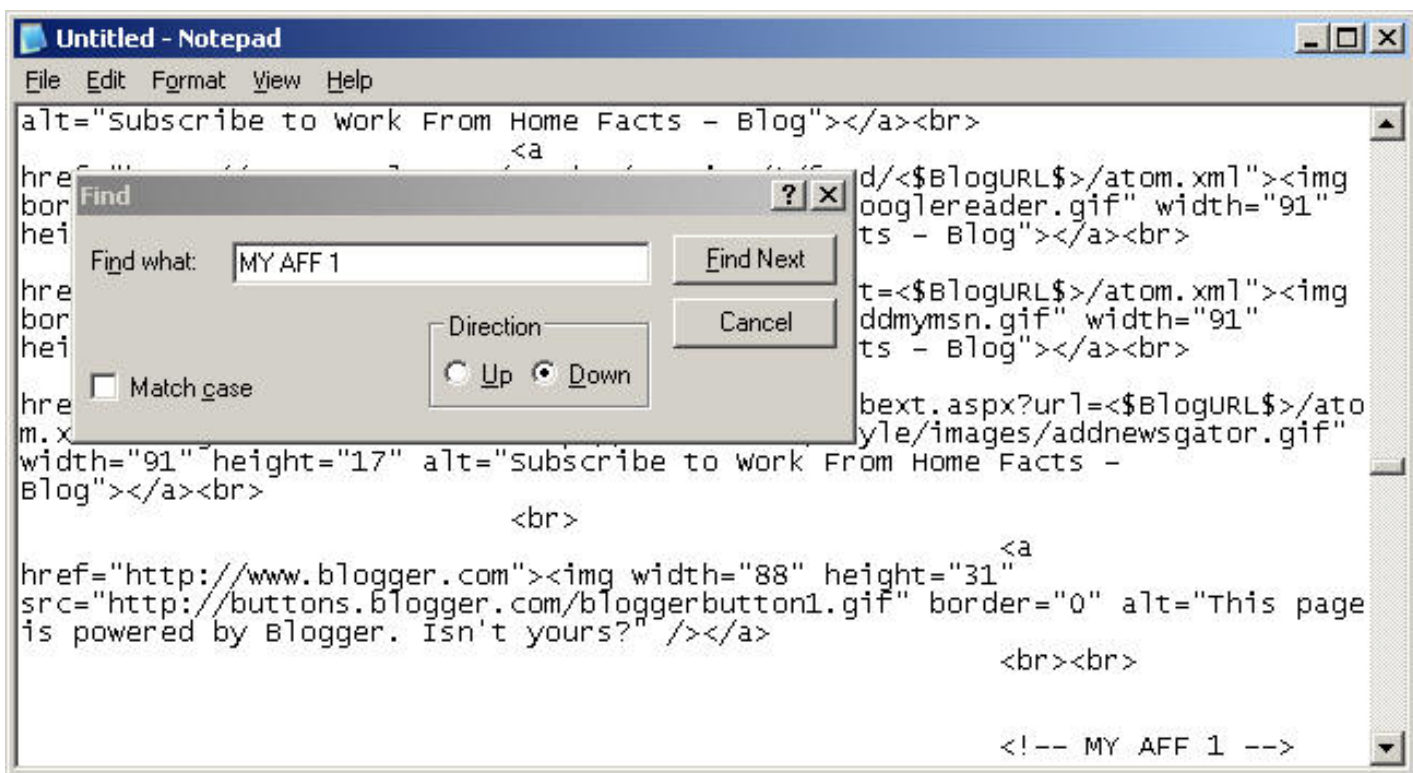 Untitled - Notepad
File Edit Format View Help
alt="Subscribe to Work From Home Facts - Blog"></a><br>
<a
hre d/<$BlogURL$>/atom.xml"><img
bor ooglereader.gif" width="91"
hei ts - Blog"></a><br>
hre t=<$BlogURL$>/atom.xml"><img
bor ddmymsn.gif" width="91"
hei ts - Blog"></a><br>
hre bext.aspx?url=<$BlogURL$>/ato
m.x yle/images/addnewsgator.gif"
width="91" height="17" alt="Subscribe to Work From Home Facts -
Blog"></a><br>
<br>
<a
href="http://www.blogger.com"><img width="88" height="31"
src="http://buttons.blogger.com/bloggerbutton1.gif" border="0" alt="This page
is powered by Blogger. Isn't yours?" /></a>
<br><br>
<!-- MY AFF 1 -->
Find
Find what: MY AFF 1 Find Next
Direction Cancel
Up Down
Match case